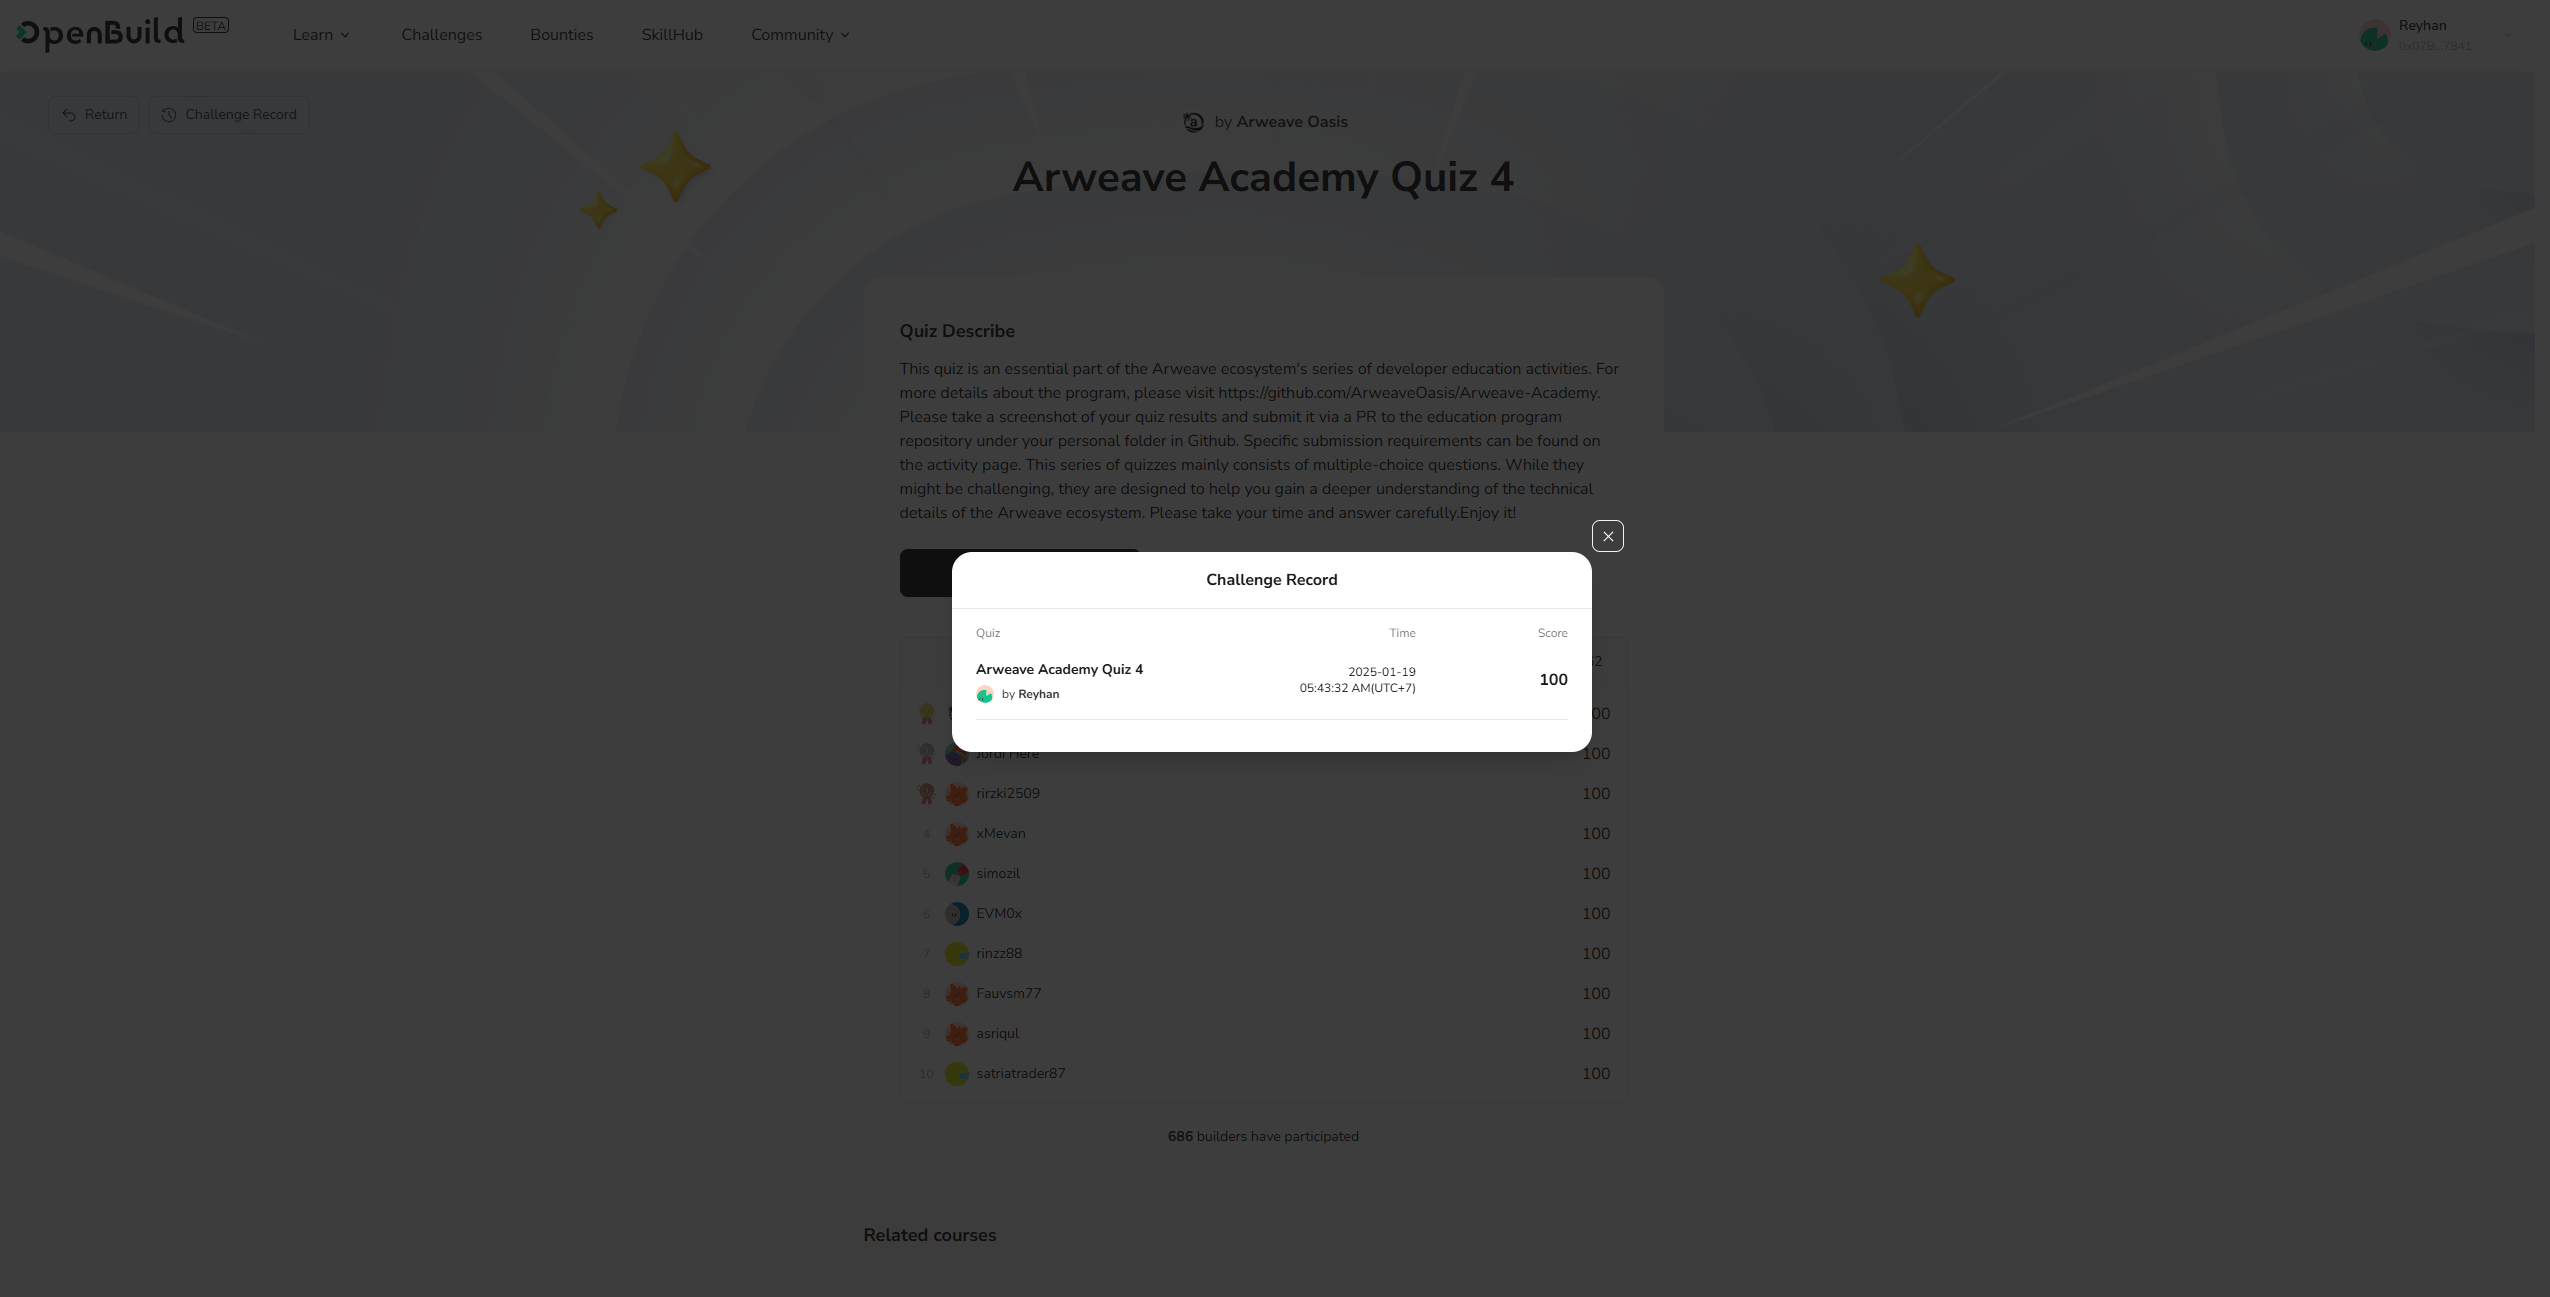 OpenBuild BETA
Learn
Challenges
Bounties
SkillHub
Community
Reyhan
0x07B...7841
Return
Challenge Record
by Arweave Oasis
Arweave Academy Quiz 4
Quiz Describe
This quiz is an essential part of the Arweave ecosystem's series of developer education activities. For
more details about the program, please visit https://github.com/ArweaveOasis/Arweave-Academy.
Please take a screenshot of your quiz results and submit it via a PR to the education program
repository under your personal folder in Github. Specific submission requirements can be found on
the activity page. This series of quizzes mainly consists of multiple-choice questions. While they
might be challenging, they are designed to help you gain a deeper understanding of the technical
details of the Arweave ecosystem. Please take your time and answer carefully.Enjoy it!
Challenge Record
Quiz Time Score
Arweave Academy Quiz 4
by Reyhan
2025-01-19
05:43:32 AM(UTC+7)
100
Jordi Here 100
rirzki2509 100
4 xMevan 100
5 simozil 100
6 EVM0x 100
7 rinzz88 100
8 Fauvsm77 100
9 asriqul 100
10 satriatrader87 100
686 builders have participated
Related courses